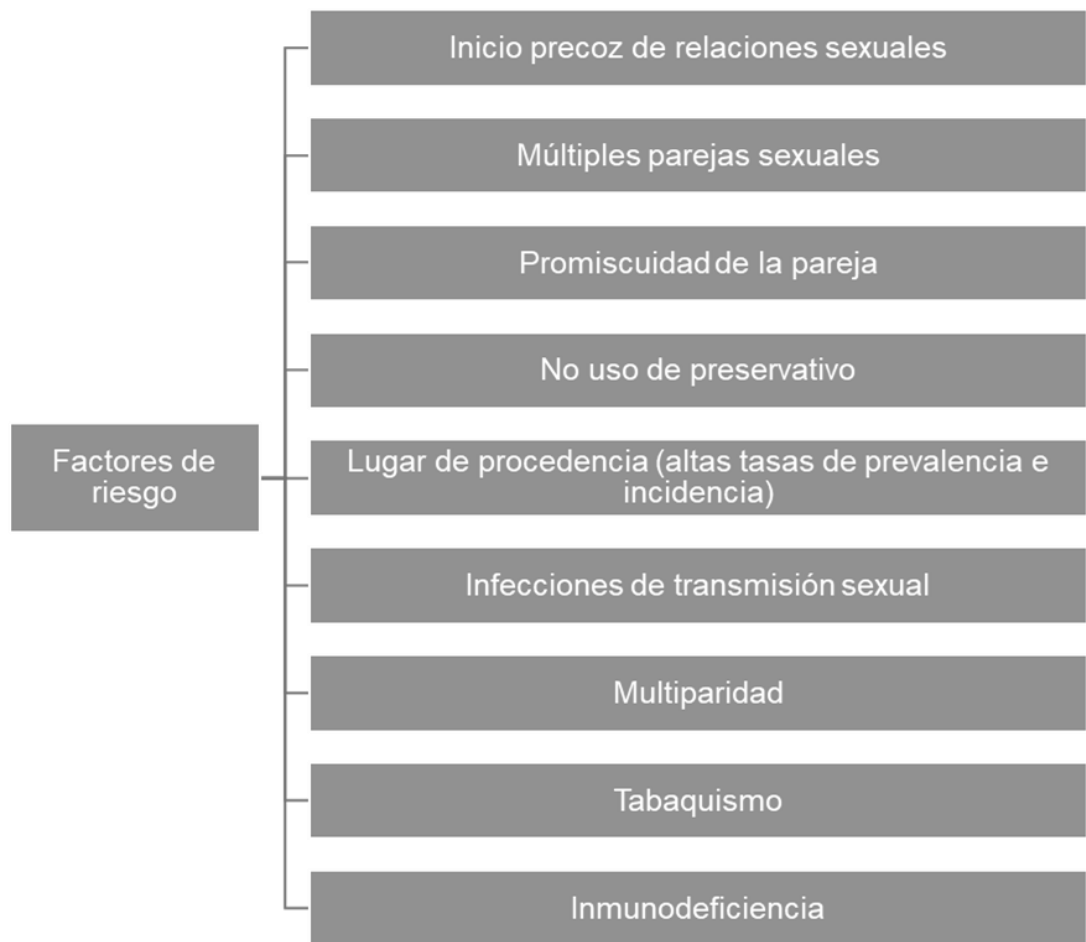 Inicio precoz de relaciones sexuales
Múltiples parejas sexuales
Promiscuidad de la pareja
No uso de preservativo
Factores de
riesgo
Lugar de procedencia (altas tasas de prevalencia e
incidencia)
Infecciones de transmisión sexual
Multiparidad
Tabaquismo
Inmunodeficiencia